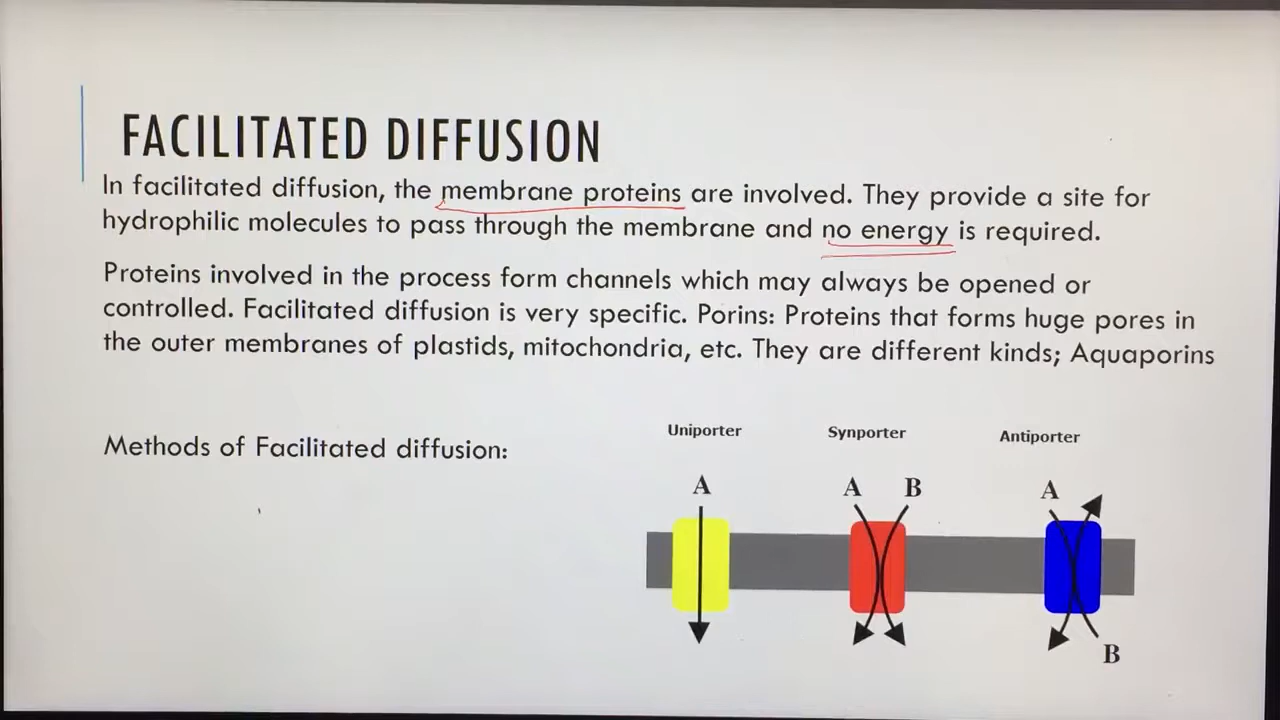 FACILITATED DIFFUSION
In facilitated diffusion, the membrane proteins are involved. They provide a site for
hydrophilic molecules to pass through the membrane and no energy is required.
Proteins involved in the process form channels which may always be opened or
controlled. Facilitated diffusion is very specific. Porins: Proteins that forms huge pores in
the outer membranes of plastids, mitochondria, etc. They are different kinds; Aquaporins
Methods of Facilitated diffusion:
Uniporter Synporter Antiporter
A A B A
B